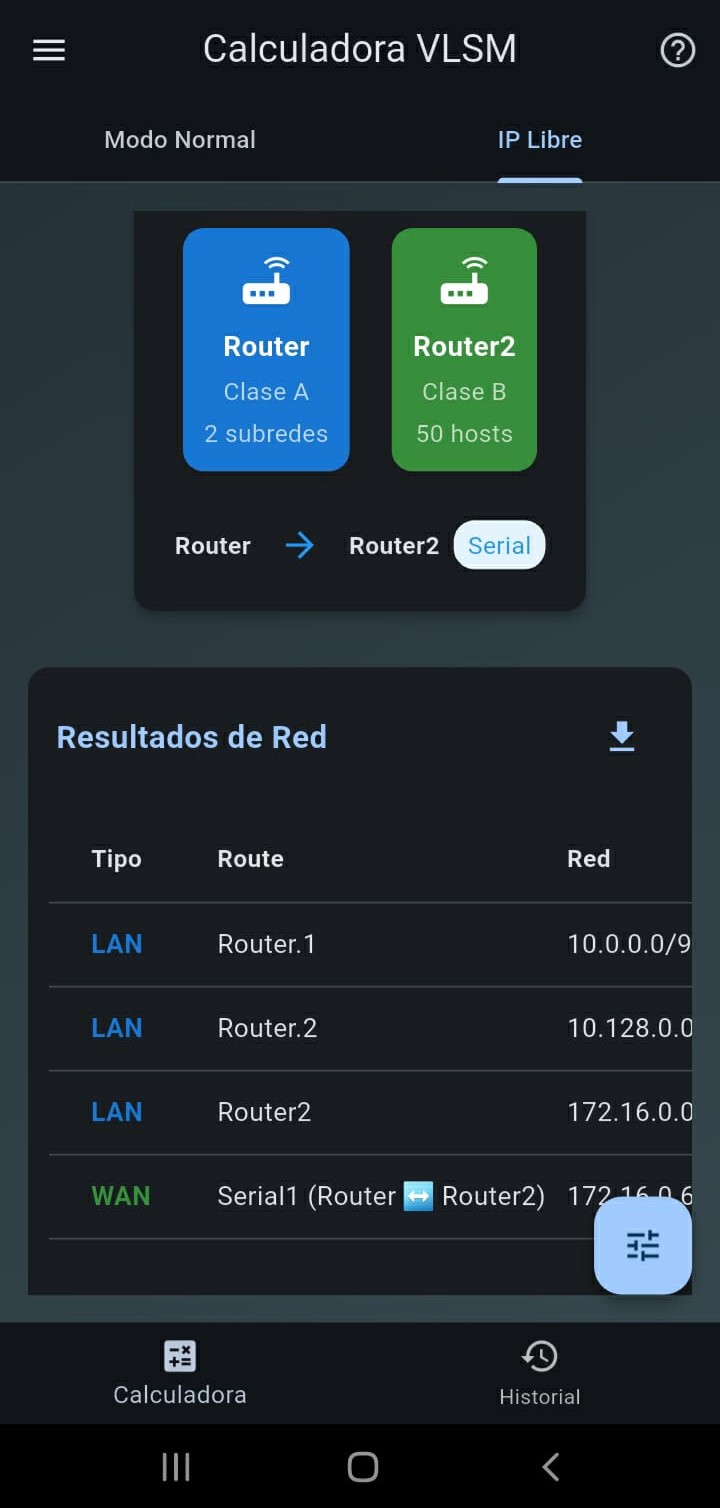 Calculadora VLSM
Modo Normal
IP Libre
Router
Clase A
2 subredes
Router2
Clase B
50 hosts
Router → Router2 Serial
Resultados de Red
Tipo Route Red
LAN Router.1 10.0.0.0/9
LAN Router.2 10.128.0.0
LAN Router2 172.16.0.0
WAN Serial1 (Router ↔ Router2) 172.16.0.6
Calculadora
Historial